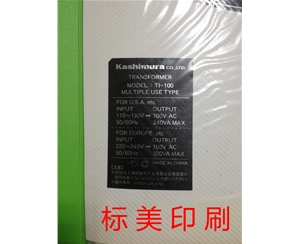 Kashimura CO.,LTD.
TRANSFORMER
MODEL : TI-100
MULTIPLE USE TYPE
FOR U.S.A. etc
INPUT OUTPUT
110~130V → 100V AC
50/60Hz 240VA MAX
FOR EUROPE, etc
INPUT OUTPUT
220~240V → 100V AC
50/60Hz MAX
MADE IN CHINA
标美印刷